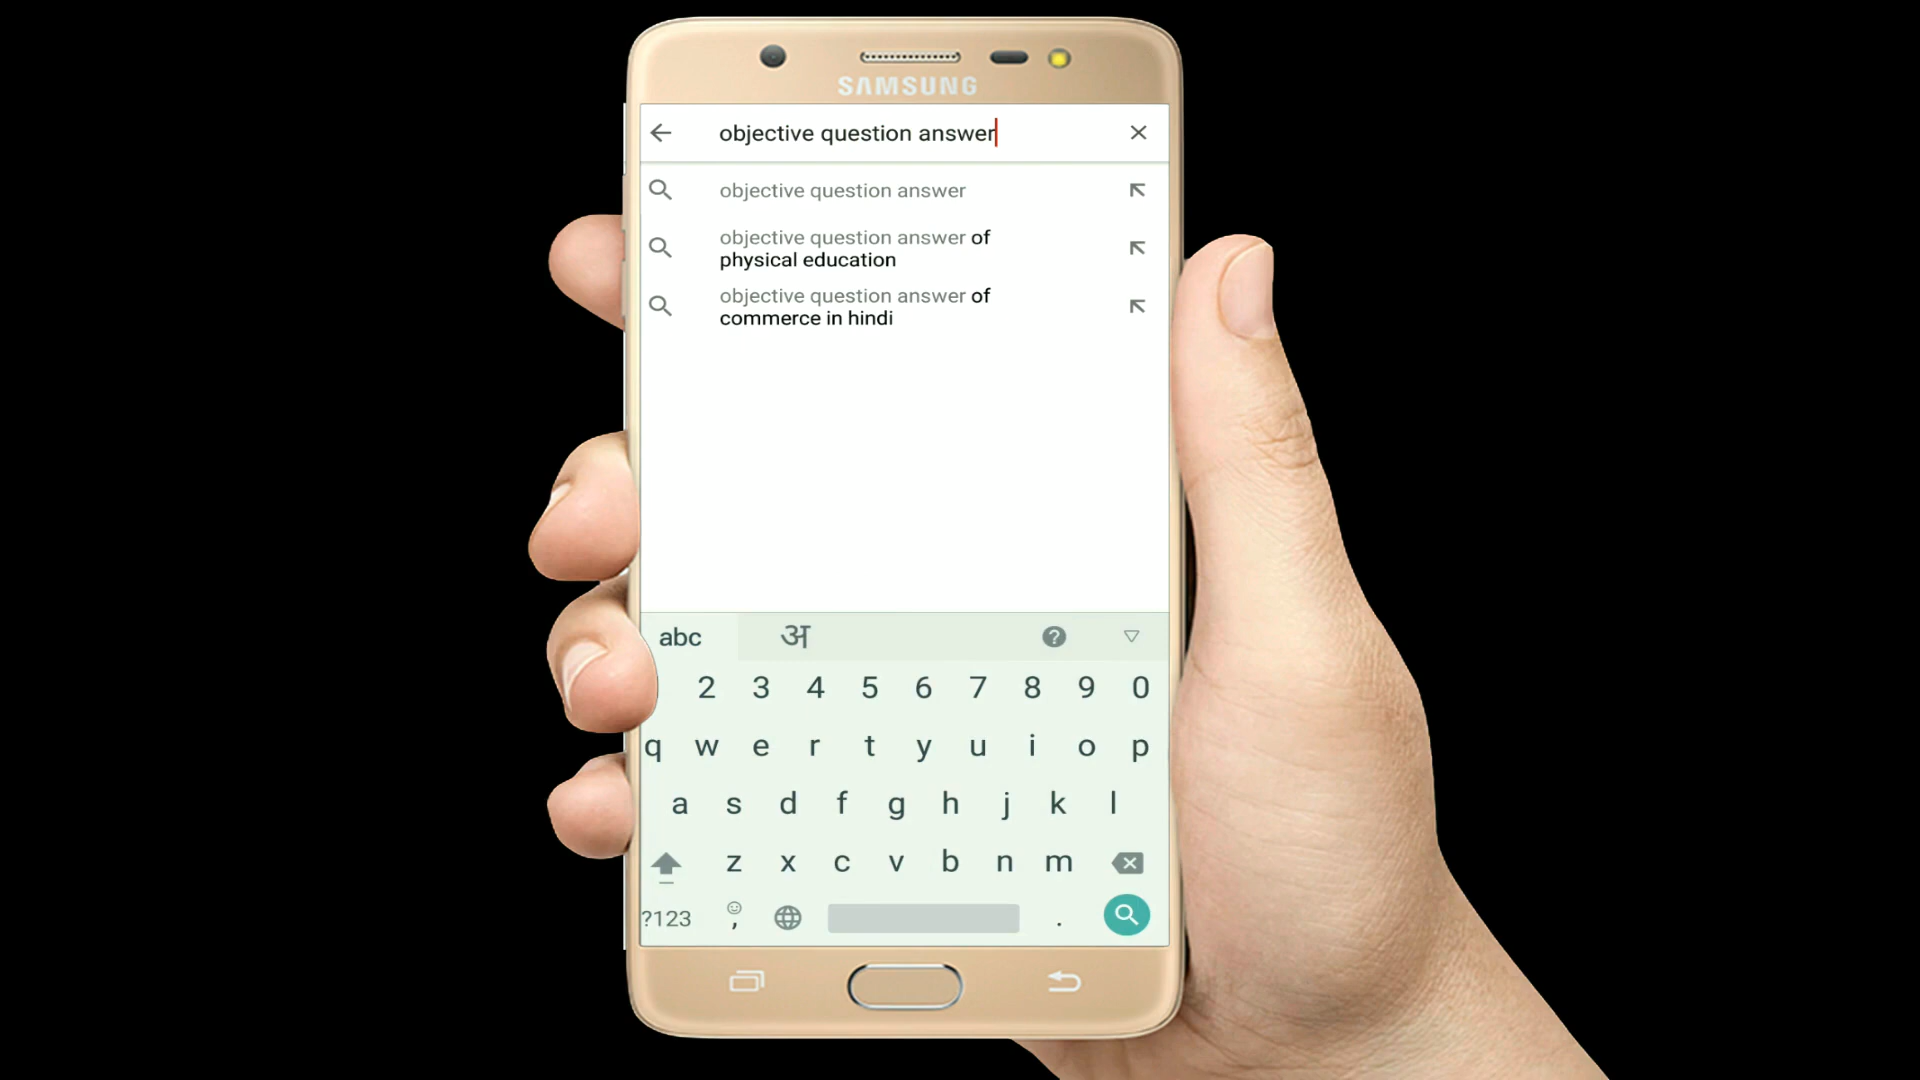 SAMSUNG
objective question answer
objective question answer
objective question answer of
physical education
objective question answer of
commerce in hindi
abc अ
2 3 4 5 6 7 8 9 0
q w e r t y u i o p
a s d f g h j k l
z x c v b n m
?123 , .